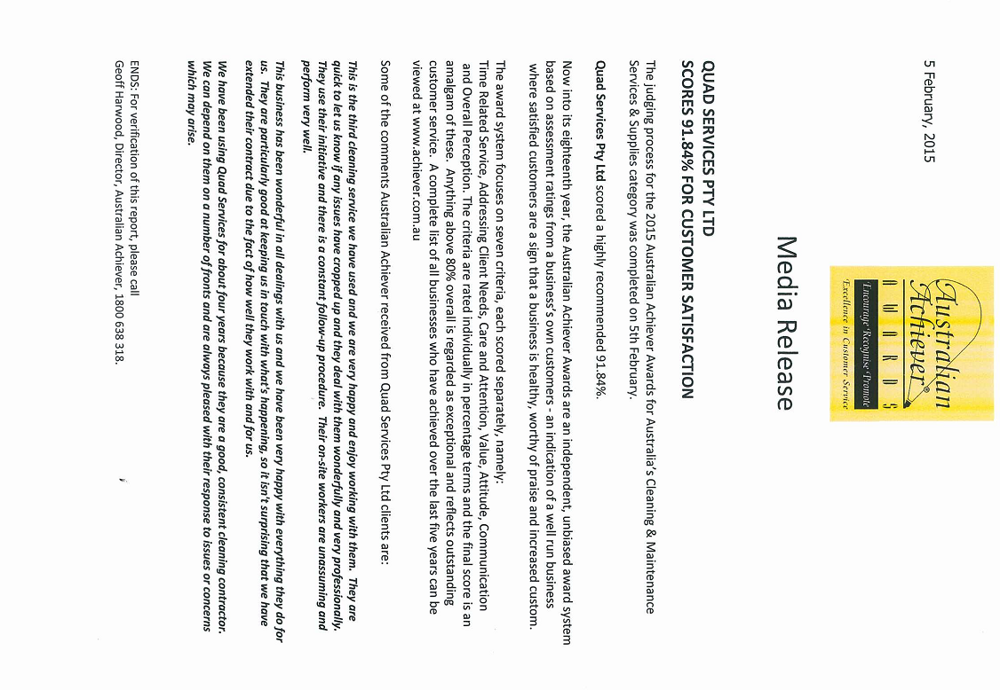 Australian
Achiever®
AWARDS
Encourage•Recognise•Promote
Excellence in Customer Service
5 February, 2015
Media Release
QUAD SERVICES PTY LTD
SCORES 91.84% FOR CUSTOMER SATISFACTION
The judging process for the 2015 Australian Achiever Awards for Australia's Cleaning & Maintenance
Services & Supplies category was completed on 5th February.
Quad Services Pty Ltd scored a highly recommended 91.84%.
Now into its eighteenth year, the Australian Achiever Awards are an independent, unbiased award system
based on assessment ratings from a business's own customers - an indication of a well run business
where satisfied customers are a sign that a business is healthy, worthy of praise and increased custom.
The award system focuses on seven criteria, each scored separately, namely:
Time Related Service, Addressing Client Needs, Care and Attention, Value, Attitude, Communication
and Overall Perception. The criteria are rated individually in percentage terms and the final score is an
amalgam of these. Anything above 80% overall is regarded as exceptional and reflects outstanding
customer service. A complete list of all businesses who have achieved over the last five years can be
viewed at www.achiever.com.au
Some of the comments Australian Achiever received from Quad Services Pty Ltd clients are:
This is the third cleaning service we have used and we are very happy and enjoy working with them. They are
quick to let us know if any issues have cropped up and they deal with them wonderfully and very professionally.
They use their initiative and there is a constant follow-up procedure. Their on-site workers are unassuming and
perform very well.
This business has been wonderful in all dealings with us and we have been very happy with everything they do for
us. They are particularly good at keeping us in touch with what's happening, so it isn't surprising that we have
extended their contract due to the fact of how well they work with and for us.
We have been using Quad Services for about four years because they are a good, consistent cleaning contractor.
We can depend on them on a number of fronts and are always pleased with their response to issues or concerns
which may arise.
ENDS: For verification of this report, please call
Geoff Harwood, Director, Australian Achiever, 1800 638 318.